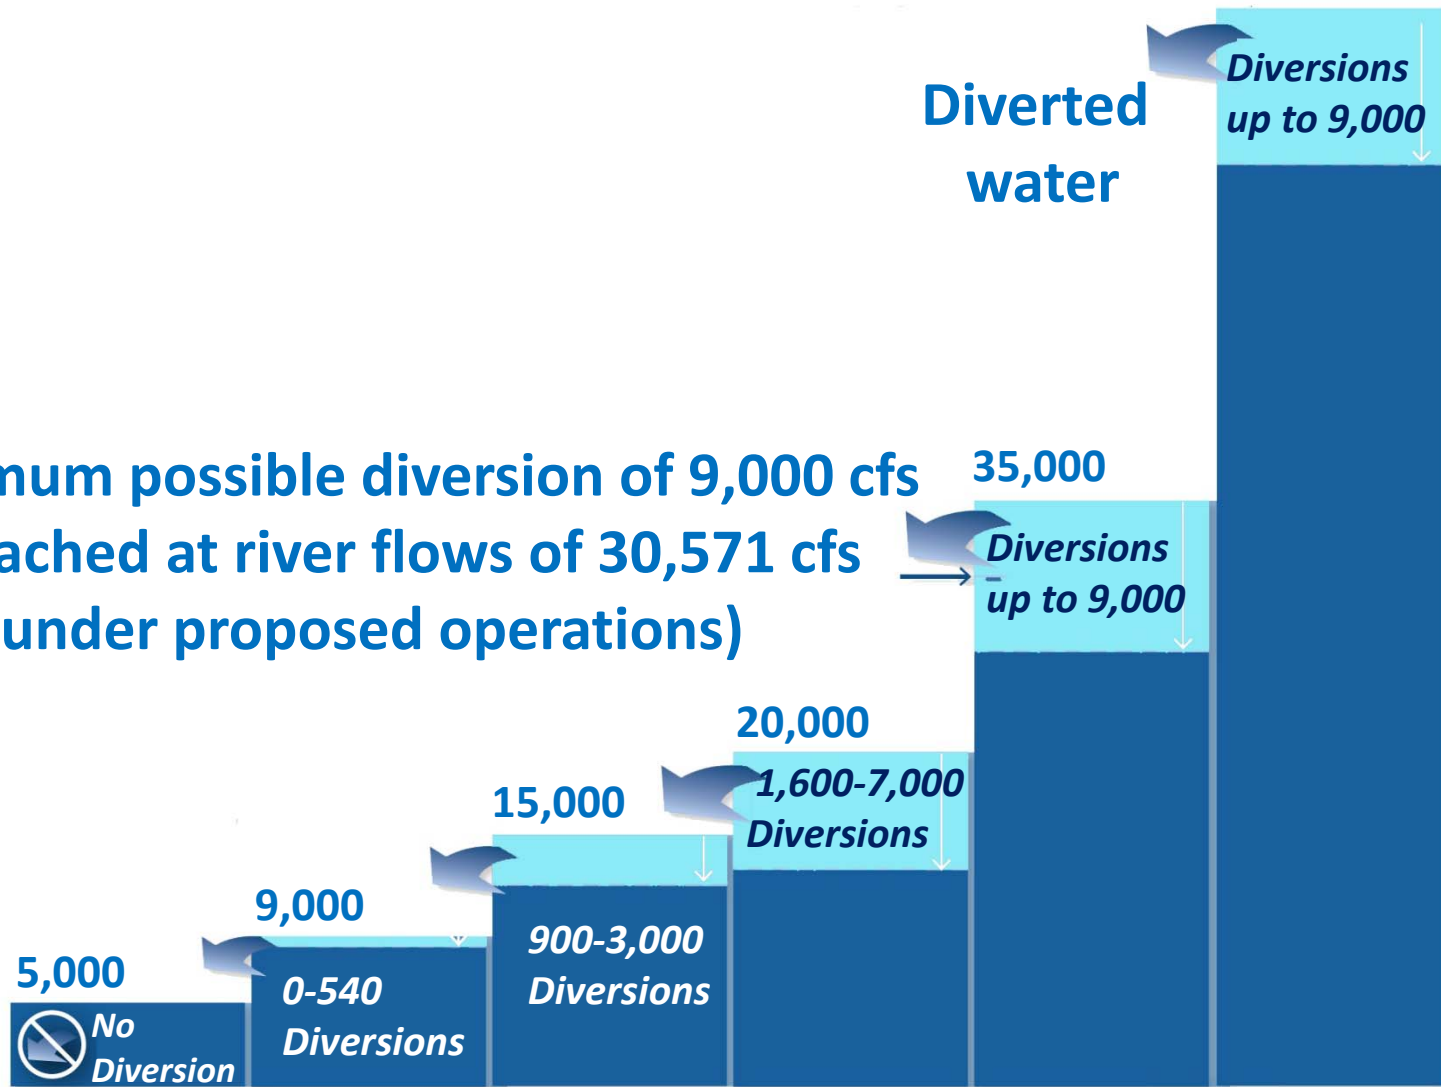 Diversions
up to 9,000
Diverted
water
possible diversion of 9,000 cfs
at river flows of 30,571 cfs
under proposed operations)
35,000
Diversions
up to 9,000
20,000
1,600-7,000
Diversions
15,000
900-3,000
Diversions
9,000
0-540
Diversions
5,000
No
Diversion